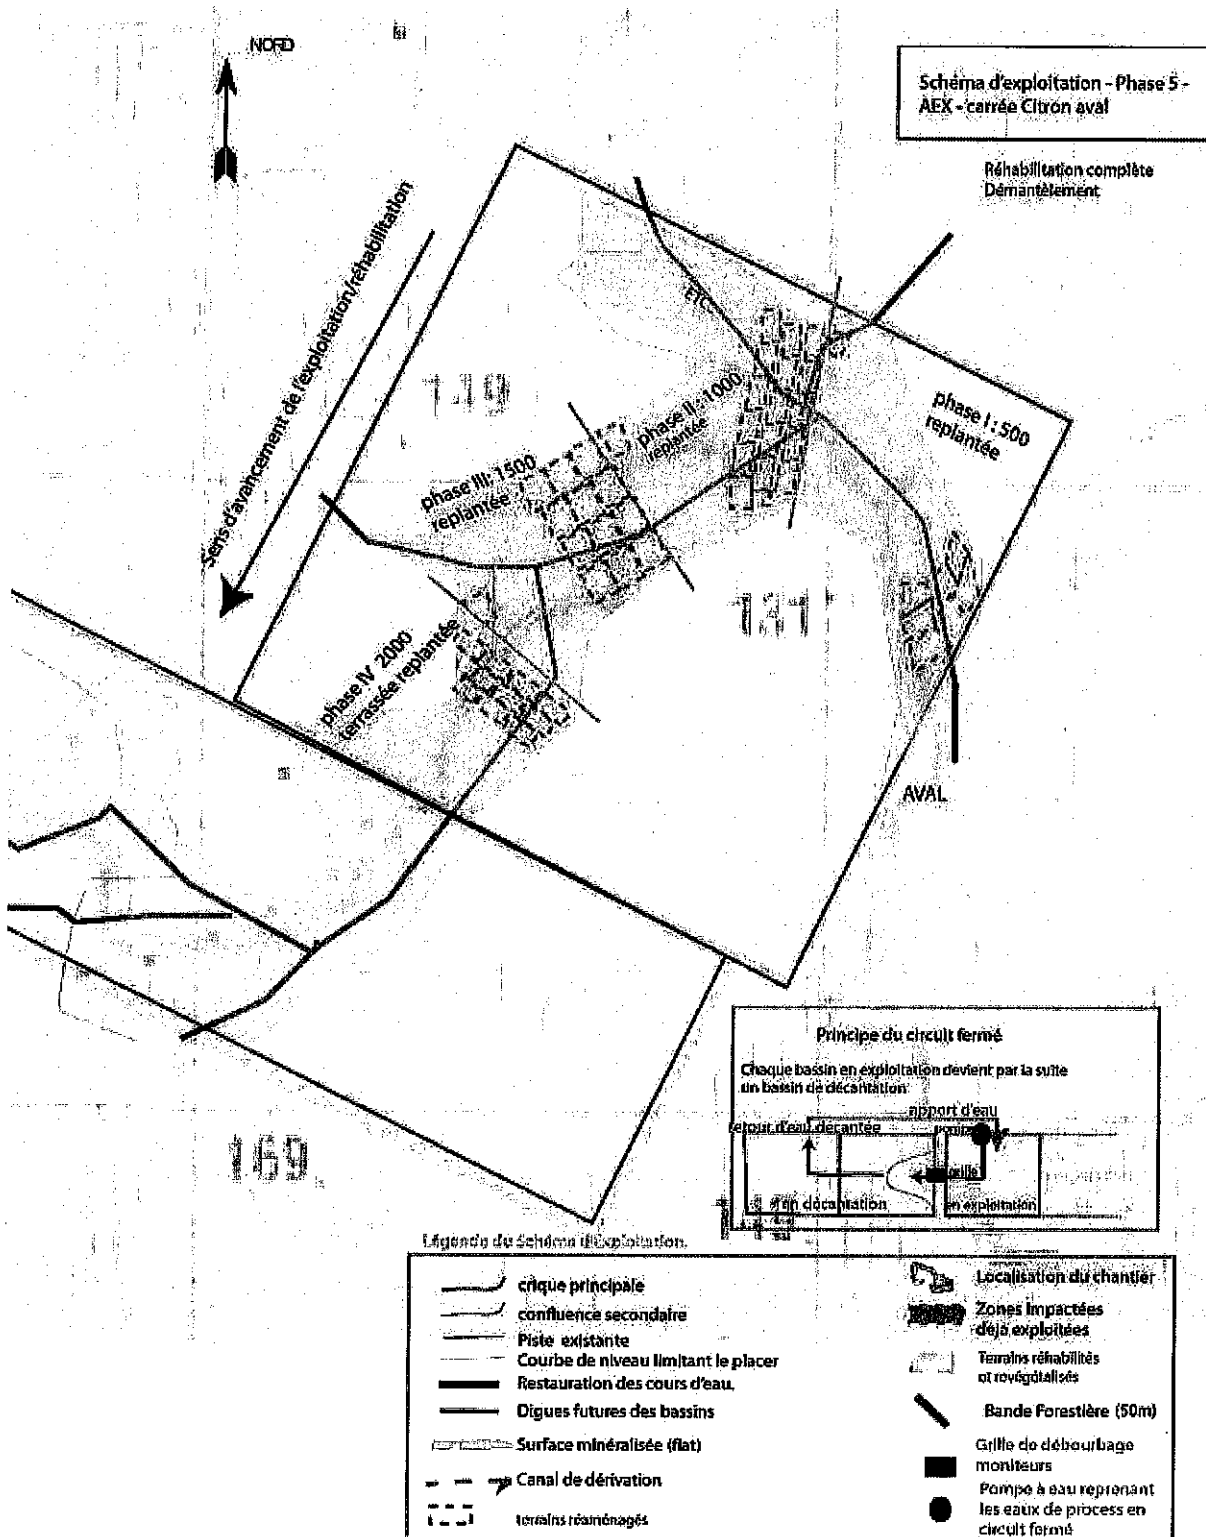 NORD
Schéma d'exploitation - Phase 5 -
AEX - carrée Citron aval
Réhabilitation complète
Démantèlement
Sens d'avancement de l'exploitation/réhabilitation
ETC
149
phase I : 500
replantée
phase II : 1000
replantée
phase III: 1500
replantée
131
phase IV 2000
terrassée replantée
AVAL
169
Principe du circuit fermé
Chaque bassin en exploitation devient par la suite
un bassin de décantation
apport d'eau
retour d'eau décantée
pompe
grille
en décantation
en exploitation
Légende du Schéma d'Exploitation.
crique principale
confluence secondaire
Piste existante
Courbe de niveau limitant le placer
Restauration des cours d'eau.
Digues futures des bassins
Surface minéralisée (flat)
Canal de dérivation
terrains réaménagés
Localisation du chantier
Zones impactées
déjà exploitées
Terrains réhabilités
et revégétalisés
Bande Forestière (50m)
Grille de débourbage
moniteurs
Pompe à eau reprenant
les eaux de process en
circuit fermé